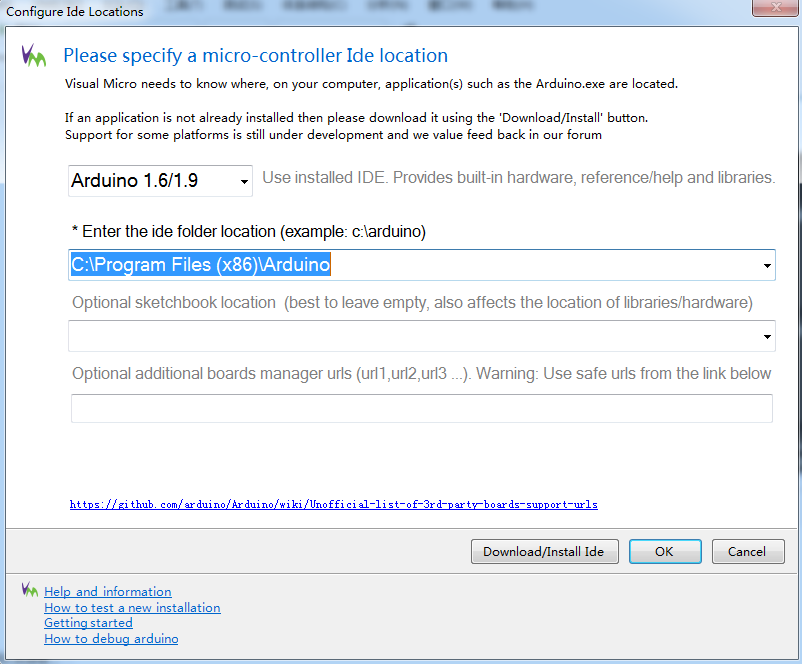 Configure Ide Locations
Please specify a micro-controller Ide location
Visual Micro needs to know where, on your computer, application(s) such as the Arduino.exe are located.
If an application is not already installed then please download it using the 'Download/Install' button.
Support for some platforms is still under development and we value feed back in our forum
Arduino 1.6/1.9
Use installed IDE. Provides built-in hardware, reference/help and libraries.
* Enter the ide folder location (example: c:\arduino)
C:\Program Files (x86)\Arduino
Optional sketchbook location  (best to leave empty, also affects the location of libraries/hardware)
Optional additional boards manager urls (url1,url2,url3 ...). Warning: Use safe urls from the link below
https://github.com/arduino/Arduino/wiki/Unofficial-list-of-3rd-party-boards-support-urls
Download/Install Ide
OK
Cancel
Help and information
How to test a new installation
Getting started
How to debug arduino